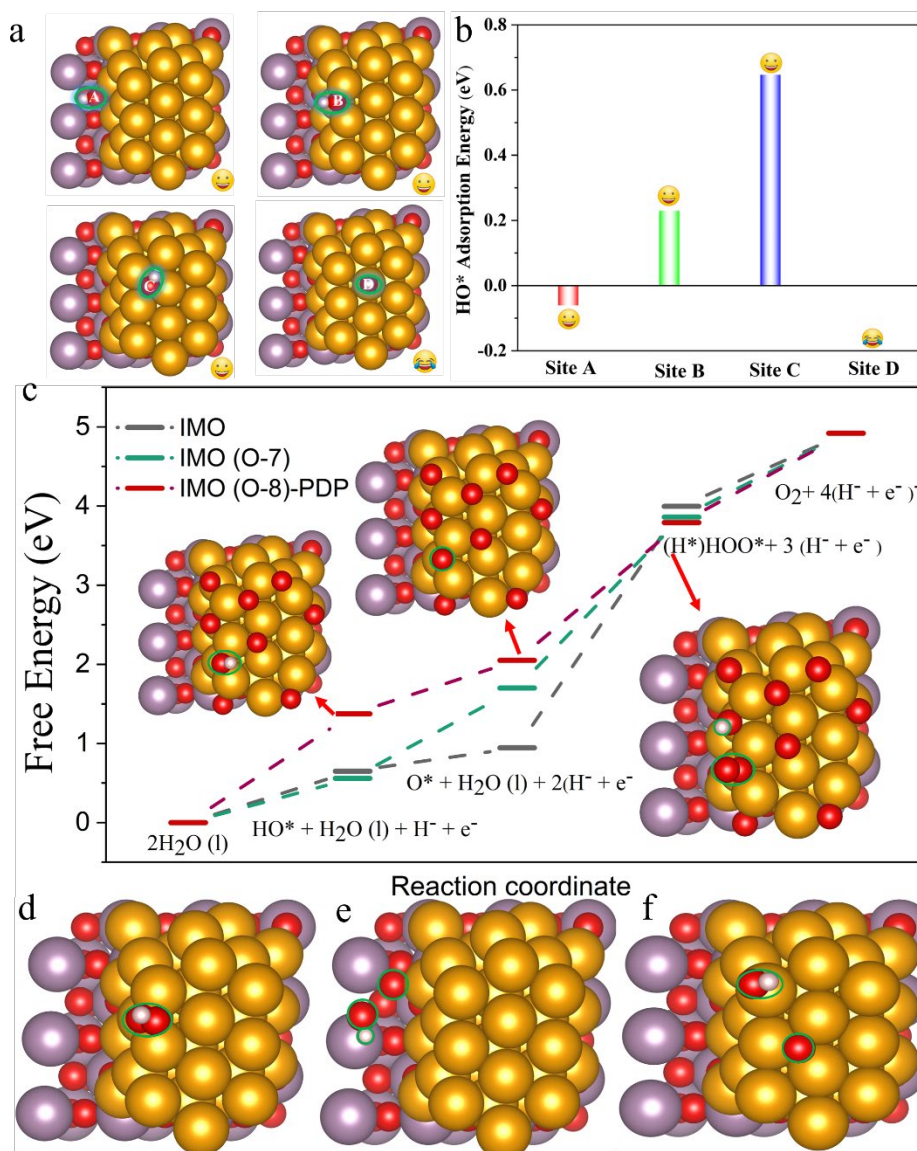 a
A
B
C
D
b
HO* Adsorption Energy (eV)
0.8
0.6
0.4
0.2
0.0
-0.2
Site A
Site B
Site C
Site D
c
Free Energy (eV)
5
4
3
2
1
0
IMO
IMO (O-7)
IMO (O-8)-PDP
2H₂O (l)
HO* + H2O (l) + H⁻ + e⁻
O* + H2O (l) + 2(H⁻ + e⁻
(H*)HOO*+ 3 (H⁻ + e⁻)
O₂+ 4(H⁻ + e⁻)⁻
Reaction coordinate
d
e
f